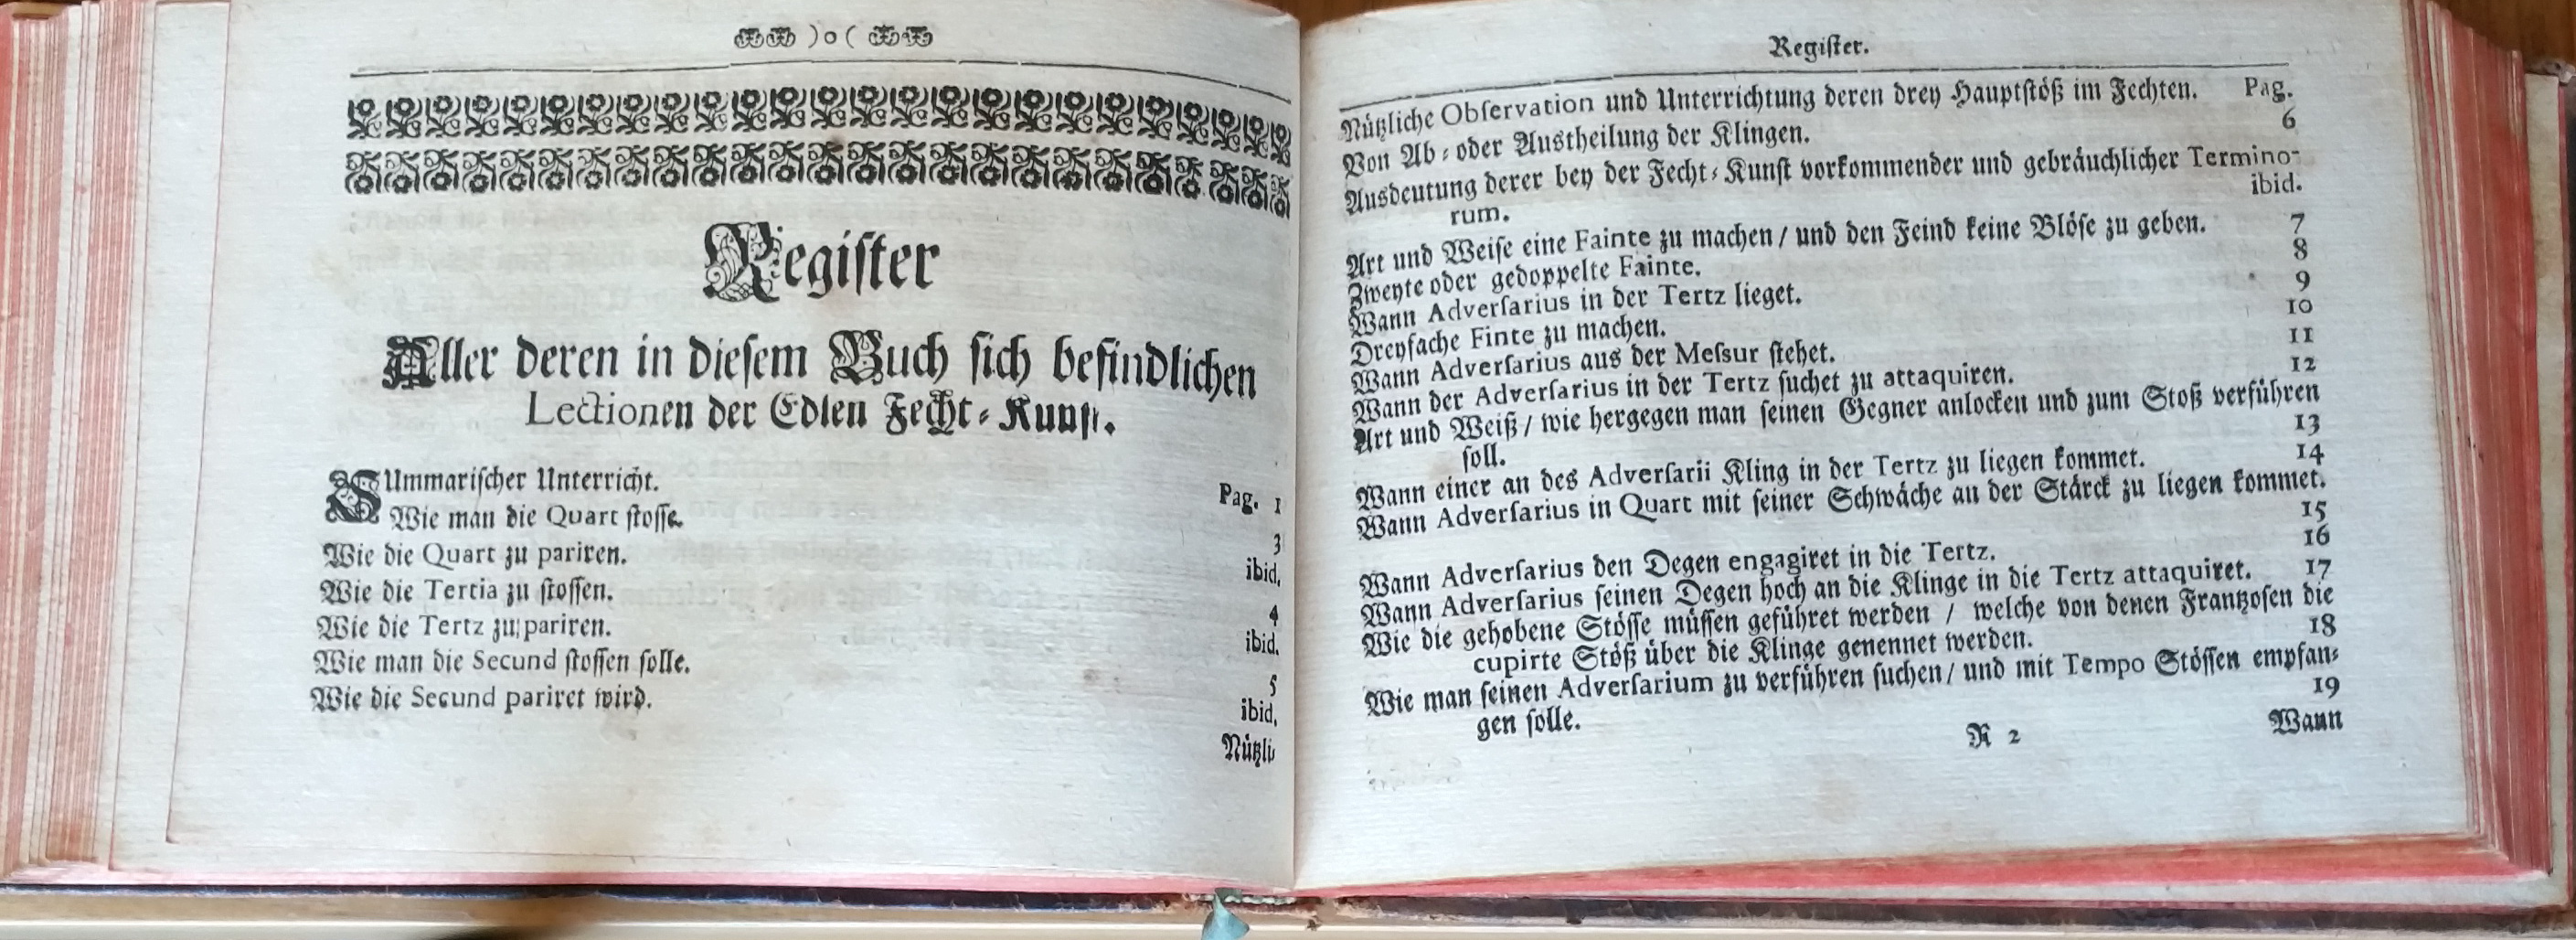 )o(
Register
Aller deren in diesem Buch sich befindlichen
Lectionen der Edlen Fecht-Kunst.
SUmmarischer Unterricht. Pag. 1
Wie man die Quart stosse. 3
Wie die Quart zu pariren. ibid.
Wie die Tertia zu stossen. 4
Wie die Tertz zu pariren. ibid.
Wie man die Secund stossen solle. 5
Wie die Secund pariret wird. ibid.
Nützli
Register.
Pag.
Nützliche Observation und Unterrichtung deren drey Hauptstöß im Fechten. 6
Von Ab- oder Austheilung der Klingen. ibid.
Ausdeutung derer bey der Fecht-Kunst vorkommender und gebräuchlicher Termino-
rum. 7
Art und Weise eine Fainte zu machen / und den Feind keine Blöse zu geben. 8
Zweyte oder gedoppelte Fainte. 9
Wann Adversarius in der Tertz lieget. 10
Dreyfache Finte zu machen. 11
Wann Adversarius aus der Messur stehet. 12
Wann der Adversarius in der Tertz suchet zu attaquiren.
Art und Weiß / wie hergegen man seinen Gegner anlocken und zum Stoß verführen
soll. 13
Wann einer an des Adversarii Kling in der Tertz zu liegen kommet. 14
Wann Adversarius in Quart mit seiner Schwäche an der Stärck zu liegen kommet.
15
Wann Adversarius den Degen engagiret in die Tertz. 16
Wann Adversarius seinen Degen hoch an die Klinge in die Tertz attaquiret. 17
Wie die gehobene Stösse müssen geführet werden / welche von denen Frantzosen die
cupirte Stöß über die Klinge genennet werden. 18
Wie man seinen Adversarium zu verführen suchen / und mit Tempo Stössen empfan-
gen solle. 19
R 2 Wann